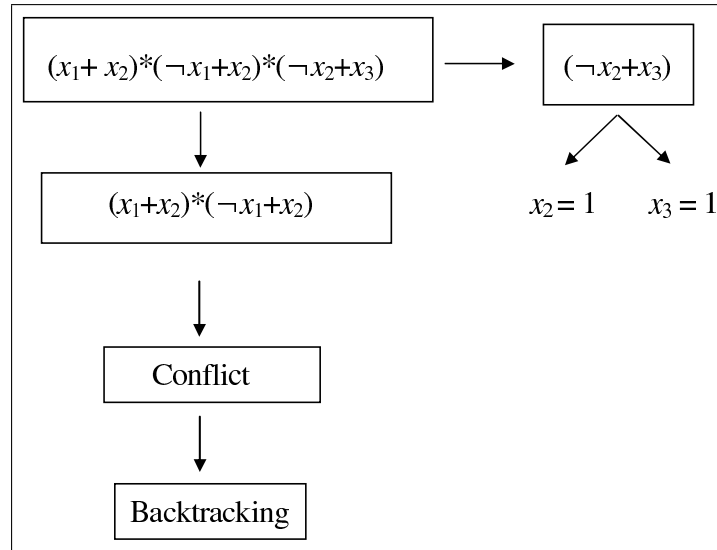 (x₁+ x₂)*(¬x₁+x₂)*(¬x₂+x₃)
(¬x₂+x₃)
(x₁+x₂)*(¬x₁+x₂)
x₂ = 1
x₃ = 1
Conflict
Backtracking